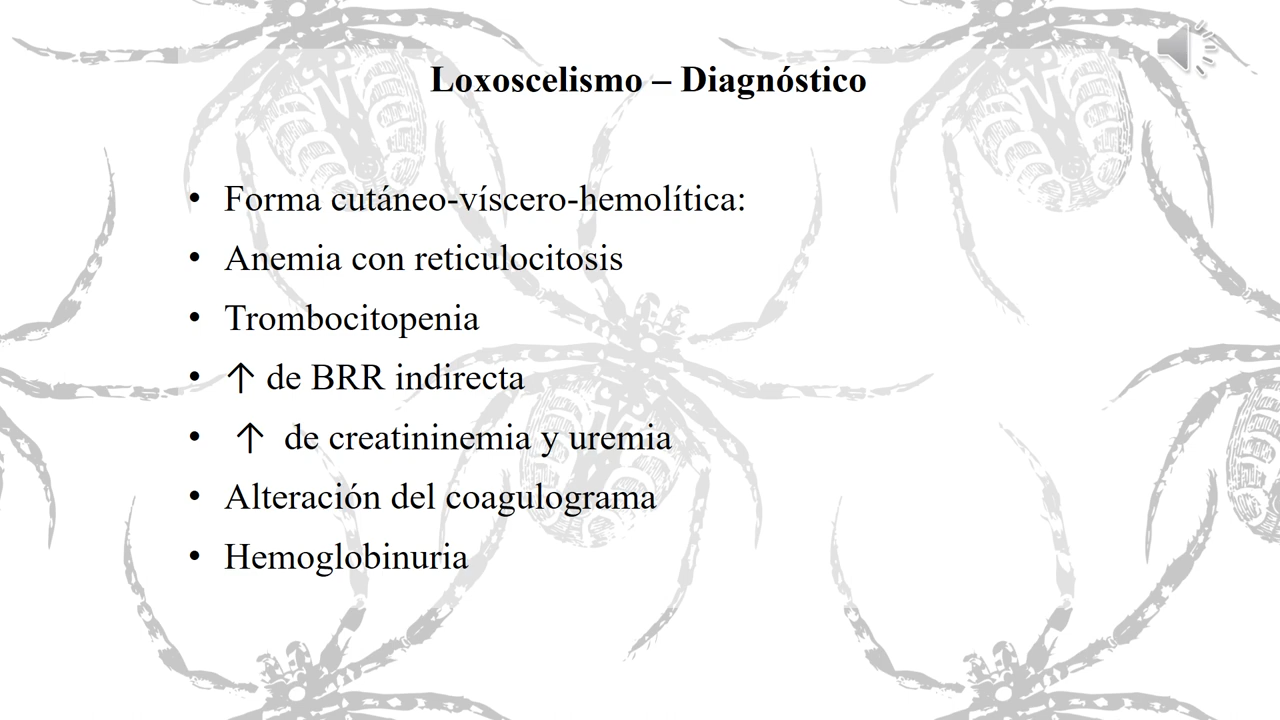 Loxoscelismo – Diagnóstico
• Forma cutáneo-víscero-hemolítica:
• Anemia con reticulocitosis
• Trombocitopenia
• ↑ de BRR indirecta
• ↑ de creatininemia y uremia
• Alteración del coagulograma
• Hemoglobinuria